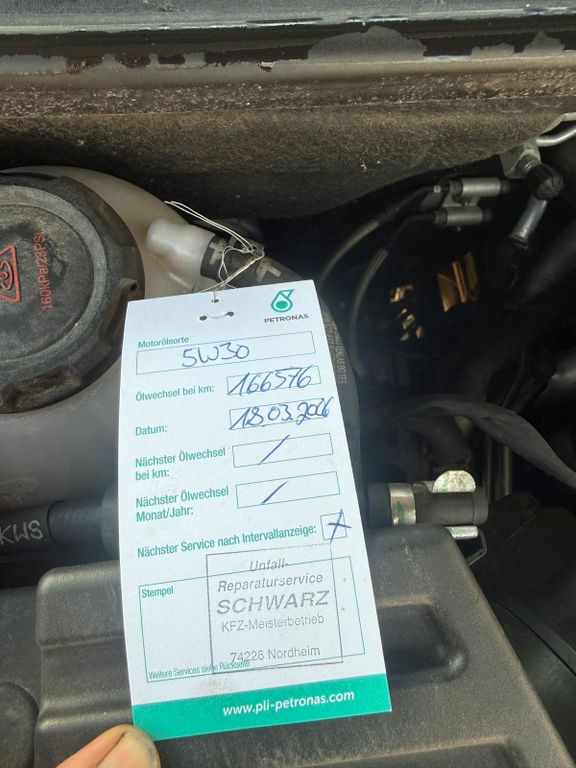 160kPa/23PSI
PETRONAS
Motorölsorte
5W30
Ölwechsel bei km: 166576
Datum: 18.03.2026
Nächster Ölwechsel
bei km: /
Nächster Ölwechsel
Monat/Jahr: /
Nächster Service nach Intervallanzeige: X
Stempel
Unfall-
Reparaturservice
SCHWARZ
KFZ-Meisterbetrieb
74226 Nordheim
Weitere Services siehe Rückseite
www.pli-petronas.com
KWS